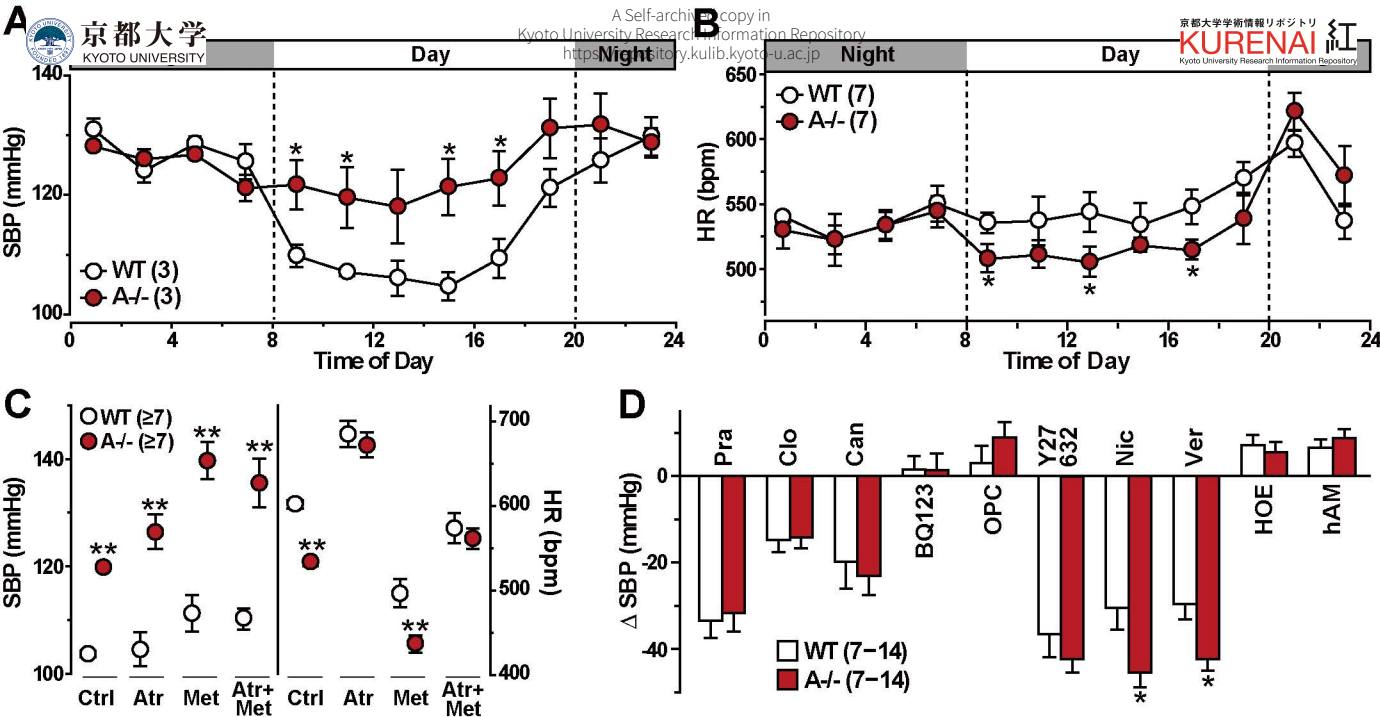 A
京都大学
KYOTO UNIVERSITY
A Self-archived copy in
Kyoto University Research Information Repository
https://repository.kulib.kyoto-u.ac.jp
B
京都大学学術情報リポジトリ
KURENAI 紅
Kyoto University Research Information Repository
Day
Night
140
120
100
SBP (mmHg)
WT (3)
A-/- (3)
* * * *
0 4 8 12 16 20 24
Time of Day
Night
Day
650
600
550
500
HR (bpm)
WT (7)
A-/- (7)
* * *
0 4 8 12 16 20 24
Time of Day
C
WT (≥7)
A-/- (≥7)
140
120
100
SBP (mmHg)
** ** ** **
** **
700
600
500
400
HR (bpm)
Ctrl Atr Met Atr+
Met
Ctrl Atr Met Atr+
Met
D
Pra Clo Can BQ123 OPC Y27
632 Nic Ver HOE hAM
0
-20
-40
Δ SBP (mmHg)
WT (7−14)
A-/- (7−14)
* *